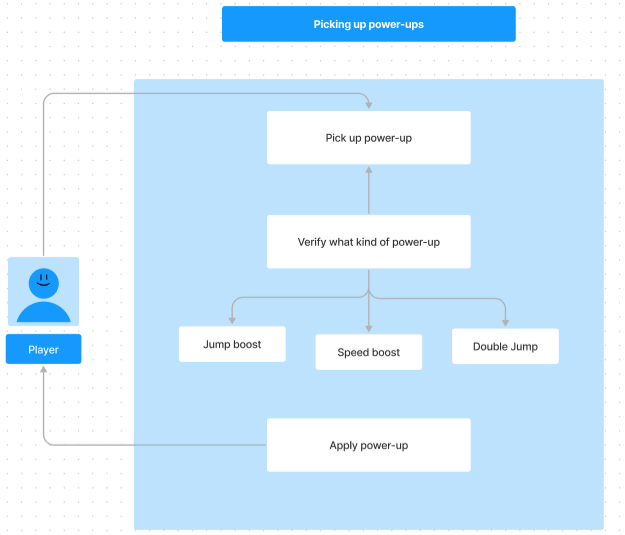 Picking up power-ups
Pick up power-up
Verify what kind of power-up
Jump boost
Speed boost
Double Jump
Player
Apply power-up